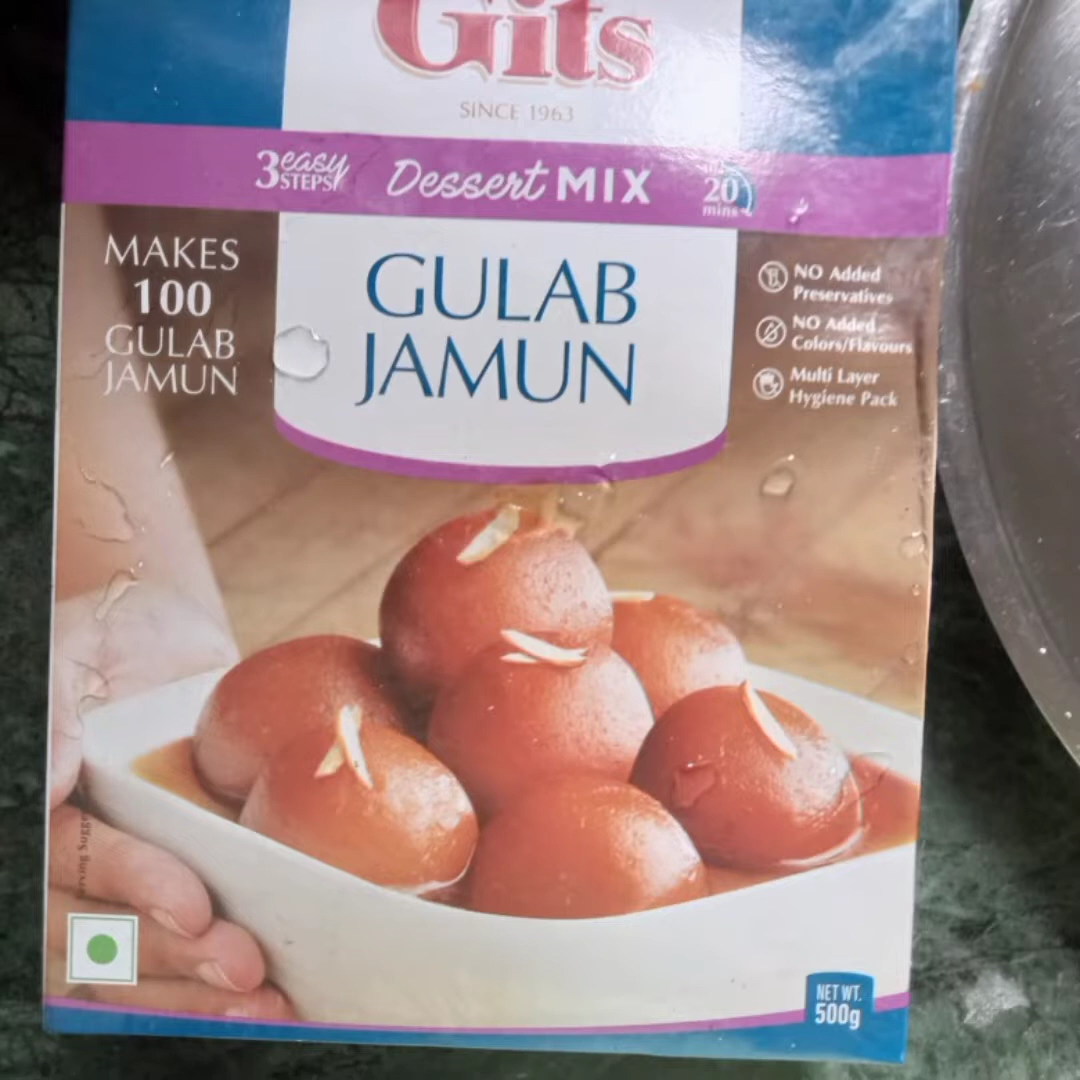 Gits
SINCE 1963
3 easy STEPS
Dessert MIX
20 mins
MAKES
100
GULAB
JAMUN
GULAB
JAMUN
NO Added
Preservatives
NO Added
Colors/Flavours
Multi Layer
Hygiene Pack
NET WT.
500g